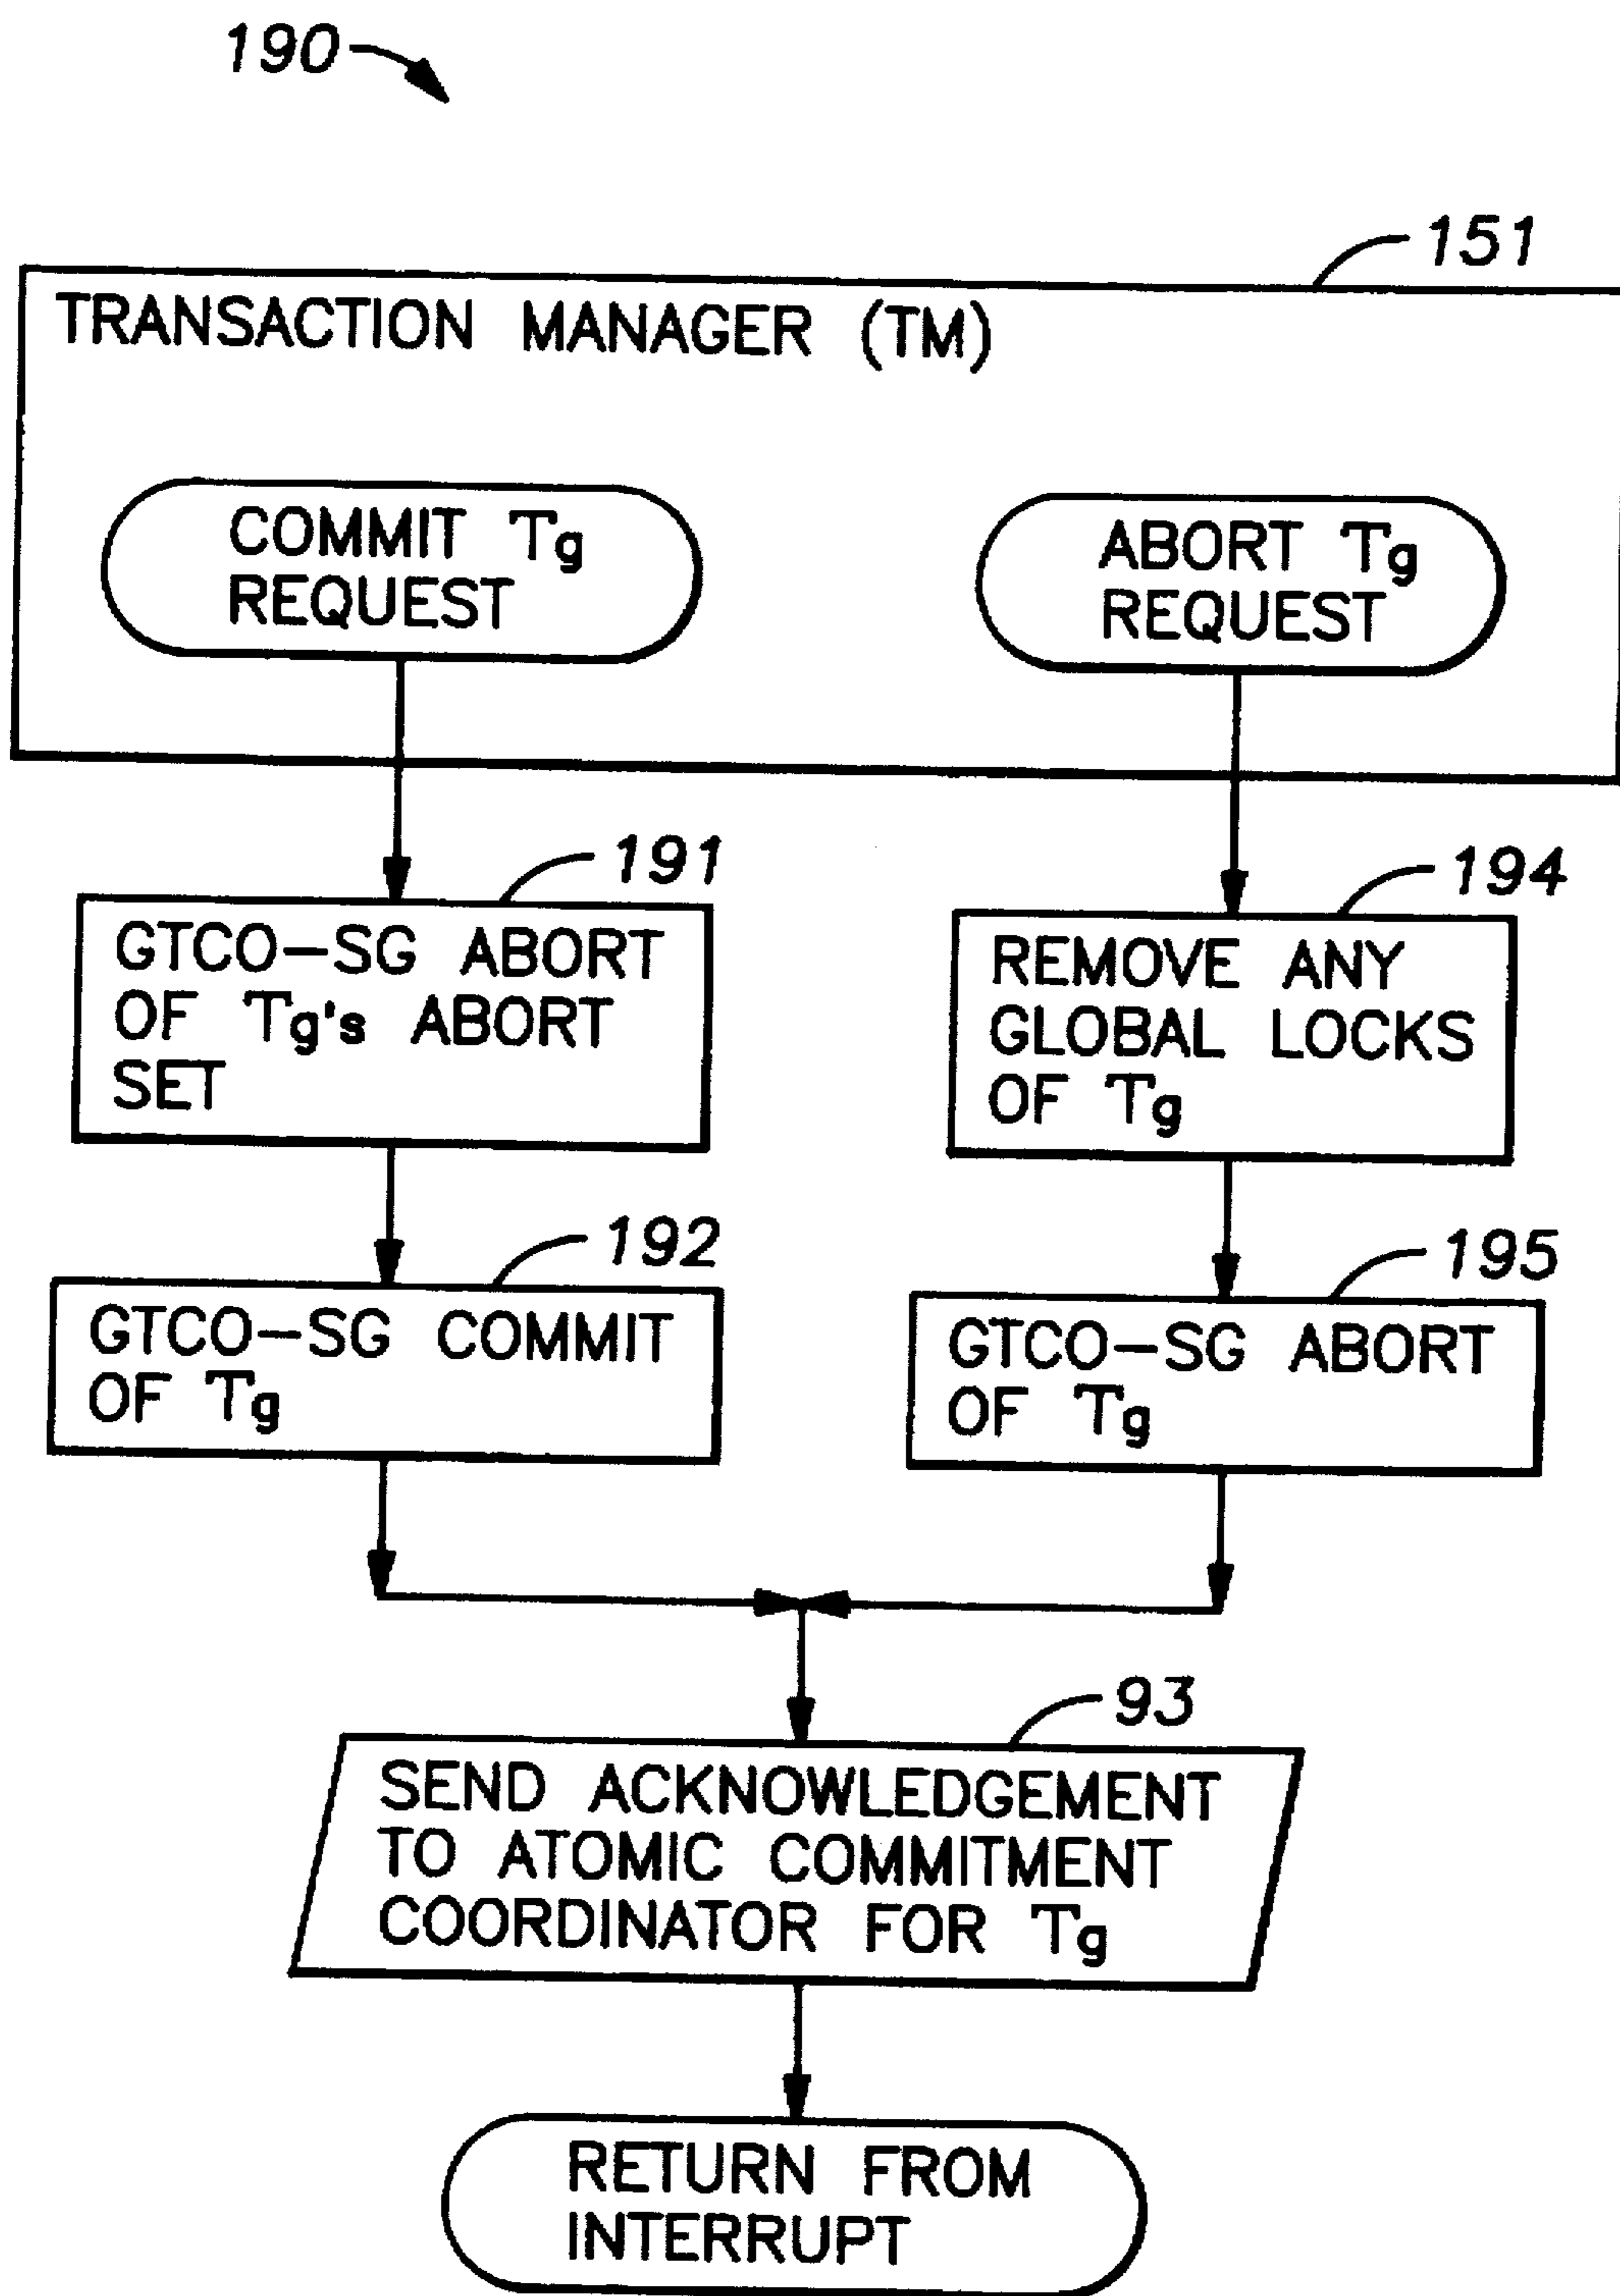 190
151
TRANSACTION MANAGER (TM)
COMMIT Tg
REQUEST
ABORT Tg
REQUEST
191
GTCO-SG ABORT
OF Tg's ABORT
SET
194
REMOVE ANY
GLOBAL LOCKS
OF Tg
192
GTCO-SG COMMIT
OF Tg
195
GTCO-SG ABORT
OF Tg
93
SEND ACKNOWLEDGEMENT
TO ATOMIC COMMITMENT
COORDINATOR FOR Tg
RETURN FROM
INTERRUPT